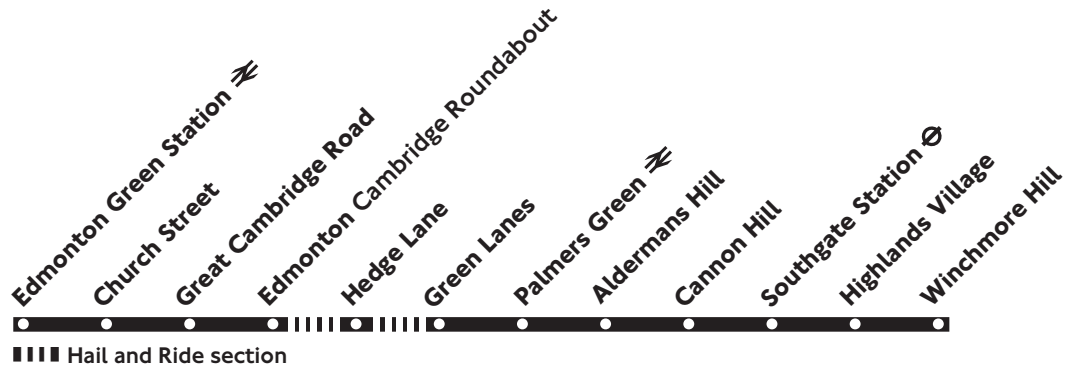 Edmonton Green Station
Church Street
Great Cambridge Road
Edmonton Cambridge Roundabout
Hedge Lane
Green Lanes
Palmers Green
Aldermans Hill
Cannon Hill
Southgate Station
Highlands Village
Winchmore Hill
Hail and Ride section